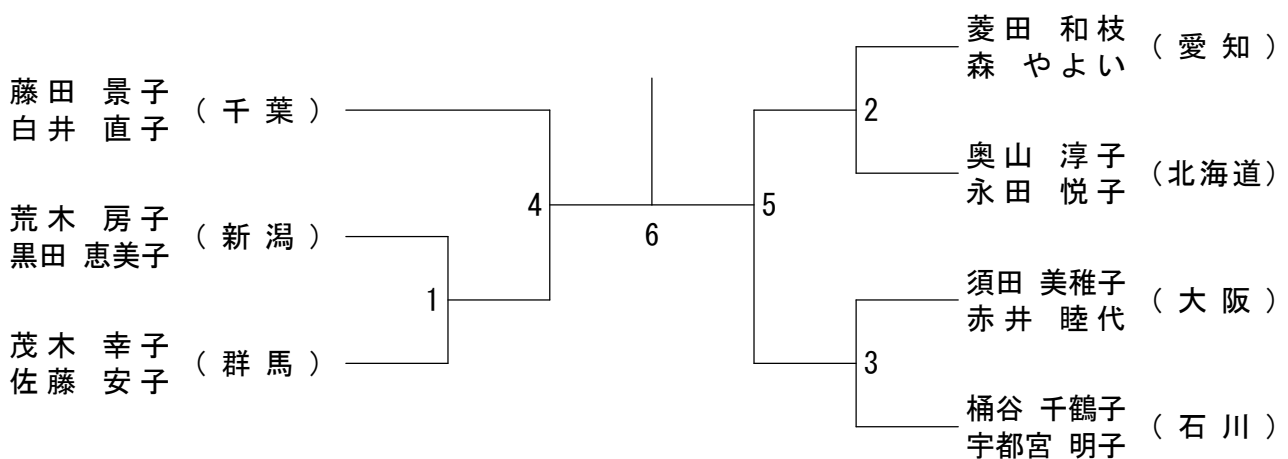 藤田 景子
白井 直子
(千葉)
荒木 房子
黒田 恵美子
(新潟)
茂木 幸子
佐藤 安子
(群馬)
1
4
6
5
2
3
菱田 和枝
森 やよい
(愛知)
奥山 淳子
永田 悦子
(北海道)
須田 美稚子
赤井 睦代
(大阪)
桶谷 千鶴子
宇都宮 明子
(石川)